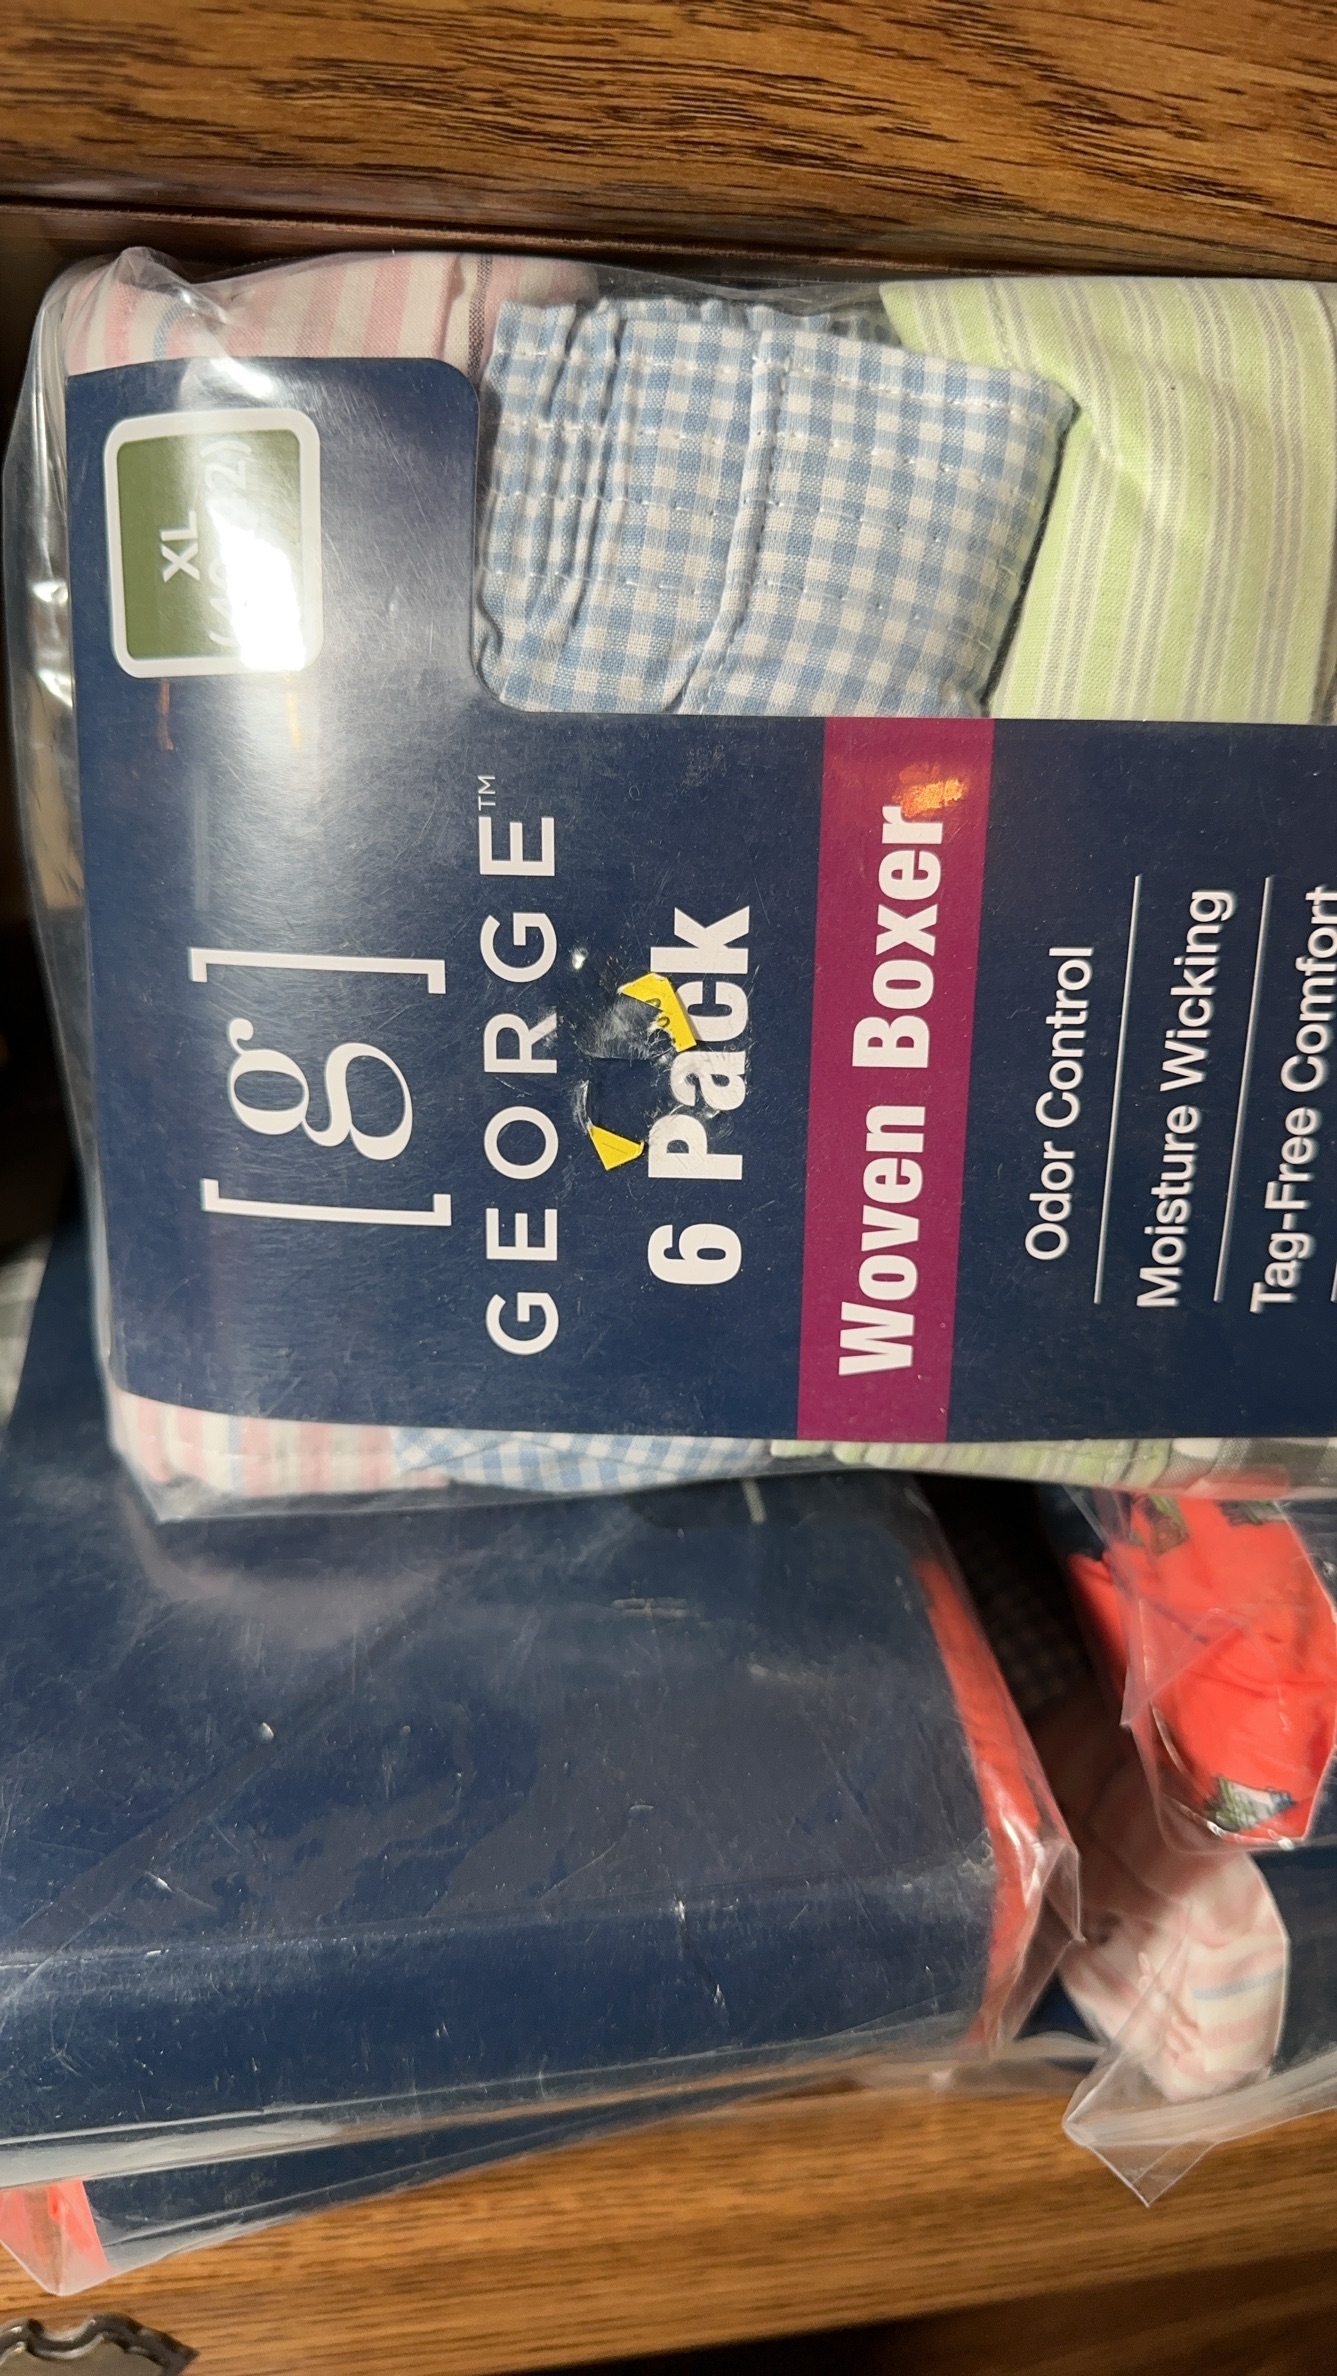 XL
[g]
GEORGE™
6 Pack
Woven Boxer
Odor Control
Moisture Wicking
Tag-Free Comfort